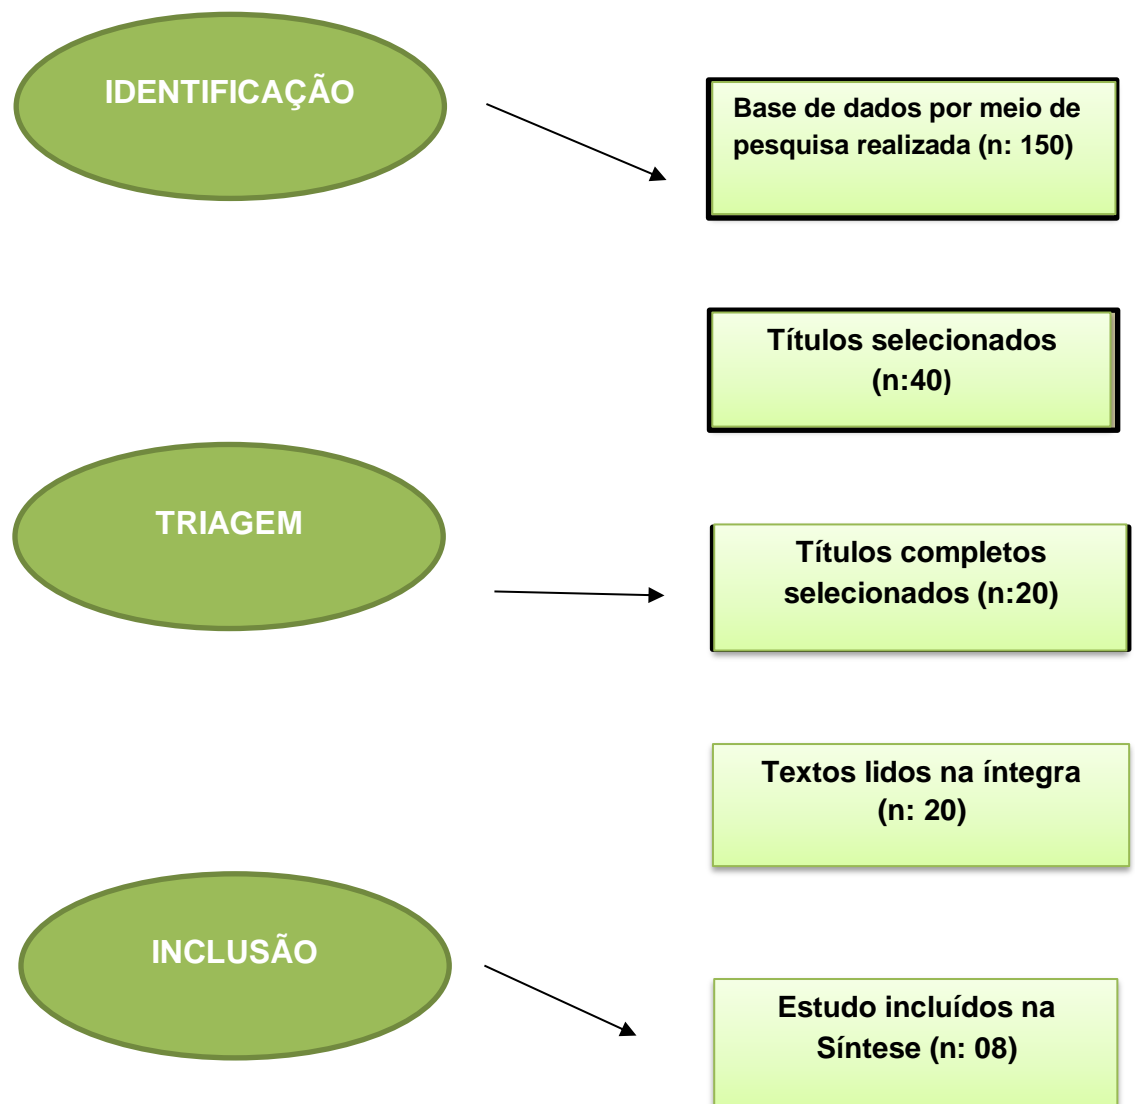 IDENTIFICAÇÃO
Base de dados por meio de
pesquisa realizada (n: 150)
Títulos selecionados
(n:40)
TRIAGEM
Títulos completos
selecionados (n:20)
Textos lidos na íntegra
(n: 20)
INCLUSÃO
Estudo incluídos na
Síntese (n: 08)